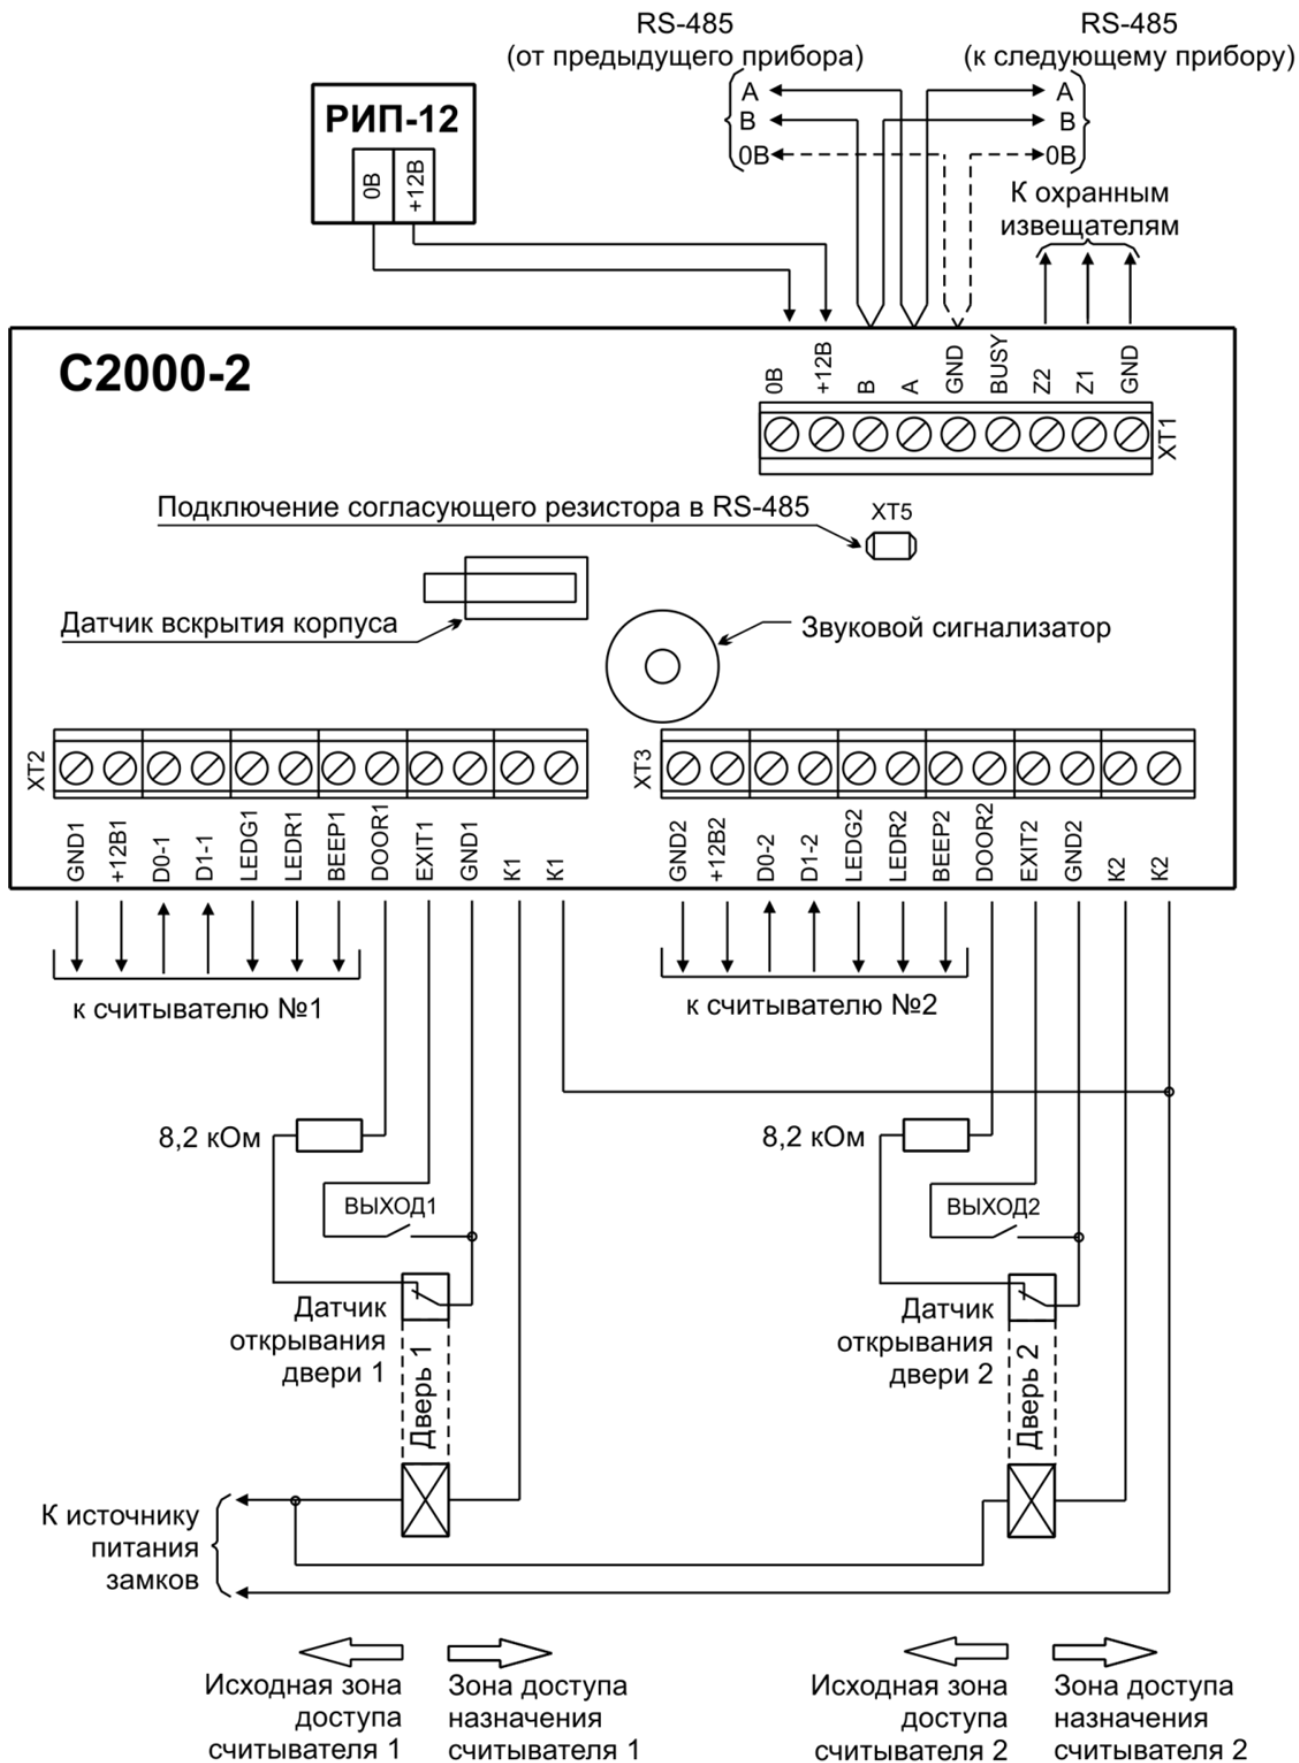 RS-485
(от предыдущего прибора)
RS-485
(к следующему прибору)
A
B
0В
A
B
0В
РИП-12
0В
+12В
К охранным
извещателям
С2000-2
0В
+12В
B
A
GND
BUSY
Z2
Z1
GND
XT1
Подключение согласующего резистора в RS-485
XT5
Датчик вскрытия корпуса
Звуковой сигнализатор
XT2
XT3
GND1
+12В1
D0-1
D1-1
LEDG1
LEDR1
BEEP1
DOOR1
EXIT1
GND1
К1
К1
GND2
+12В2
D0-2
D1-2
LEDG2
LEDR2
BEEP2
DOOR2
EXIT2
GND2
К2
К2
к считывателю №1
к считывателю №2
8,2 кОм
8,2 кОм
ВЫХОД1
ВЫХОД2
Датчик
открывания
двери 1
Дверь 1
Датчик
открывания
двери 2
Дверь 2
К источнику
питания
замков
Исходная зона
доступа
считывателя 1
Зона доступа
назначения
считывателя 1
Исходная зона
доступа
считывателя 2
Зона доступа
назначения
считывателя 2